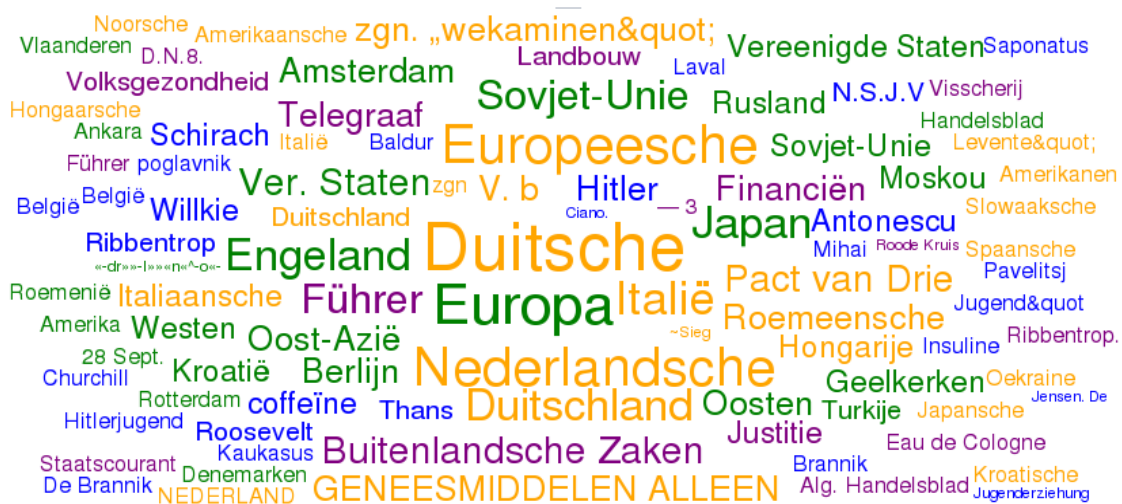 Noorsche Amerikaansche zgn. „wekaminen&quot;
Vlaanderen D.N.8. Landbouw Vereenigde Staten Saponatus
Volksgezondheid Amsterdam Laval
Sovjet-Unie Rusland N.S.J.V Visscherij
Hongaarsche Telegraaf Handelsblad
Ankara Schirach Italië Baldur Europeesche Sovjet-Unie Levente&quot;
Führer poglavnik Ver. Staten zgn V. b Hitler Financiën Moskou Amerikanen
België België Willkie Duitschland Ciano. — 3 Japan Antonescu Slowaaksche
Ribbentrop Engeland Duitsche Mihai Roode Kruis Spaansche
«-dr»»-l»»«n«^-o«- Pact van Drie Pavelitsj
Roemenië Italiaansche Führer Europa Italië Jugend&quot
Amerika Westen Oost-Azië ~Sieg Roemeensche Ribbentrop.
28 Sept. Kroatië Berlijn Nederlandsche Hongarije Insuline
Churchill Geelkerken Oekraine
Rotterdam coffeïne Thans Duitschland Oosten Turkije Japansche Jensen. De
Hitlerjugend Roosevelt Justitie
Kaukasus Buitenlandsche Zaken Eau de Cologne
Staatscourant Denemarken Brannik Kroatische
De Brannik NEDERLAND GENEESMIDDELEN ALLEEN Alg. Handelsblad Jugenderziehung